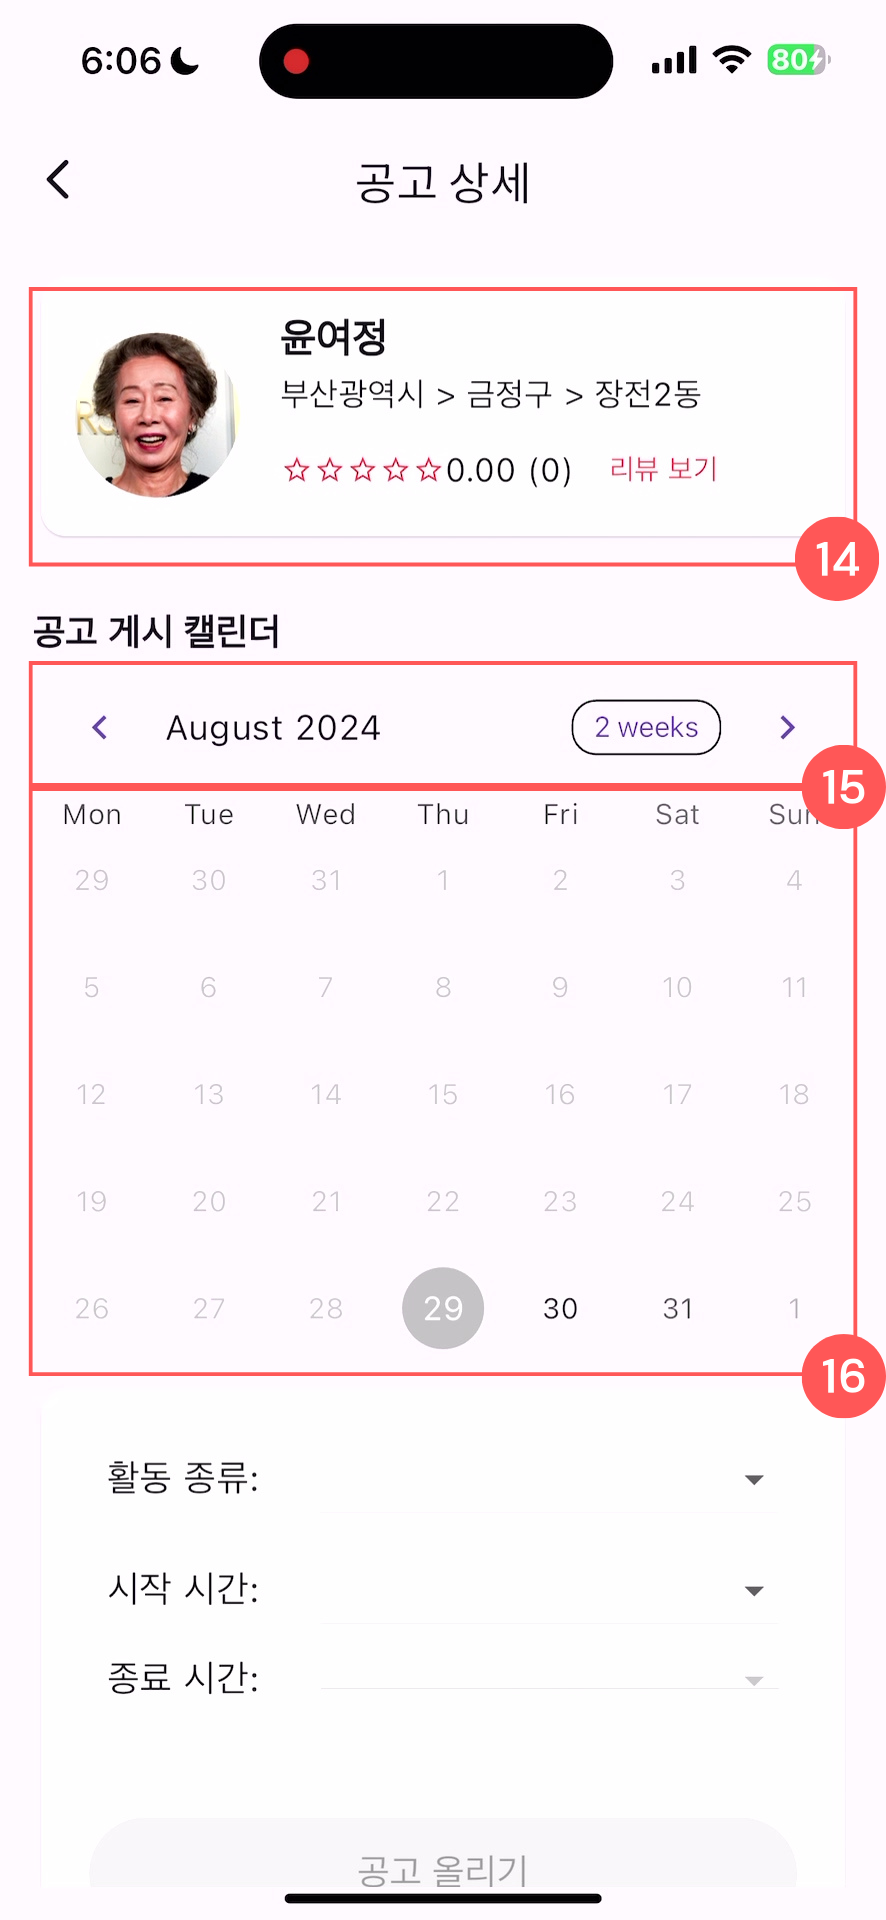 6:06 80
공고 상세
윤여정
부산광역시 > 금정구 > 장전2동
0.00 (0) 리뷰 보기
14
공고 게시 캘린더
August 2024 2 weeks
15
Mon Tue Wed Thu Fri Sat Sun
29 30 31 1 2 3 4
5 6 7 8 9 10 11
12 13 14 15 16 17 18
19 20 21 22 23 24 25
26 27 28 29 30 31 1
16
활동 종류:
시작 시간:
종료 시간:
공고 올리기